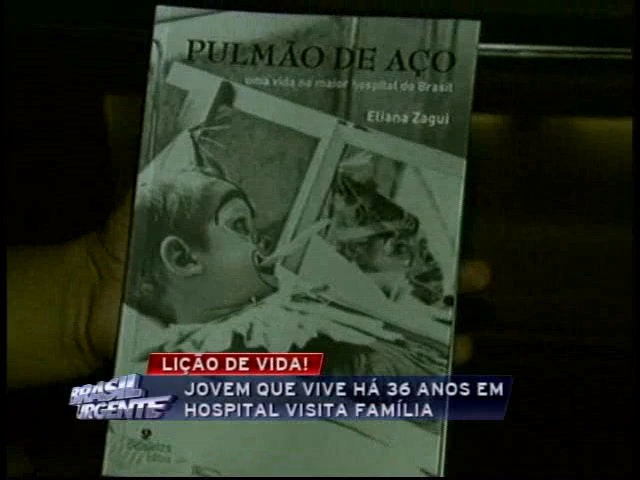 PULMÃO DE AÇO
uma vida no maior hospital do Brasil
Eliana Zagui
LIÇÃO DE VIDA!
BRASIL
URGENTE
JOVEM QUE VIVE HÁ 36 ANOS EM
HOSPITAL VISITA FAMÍLIA